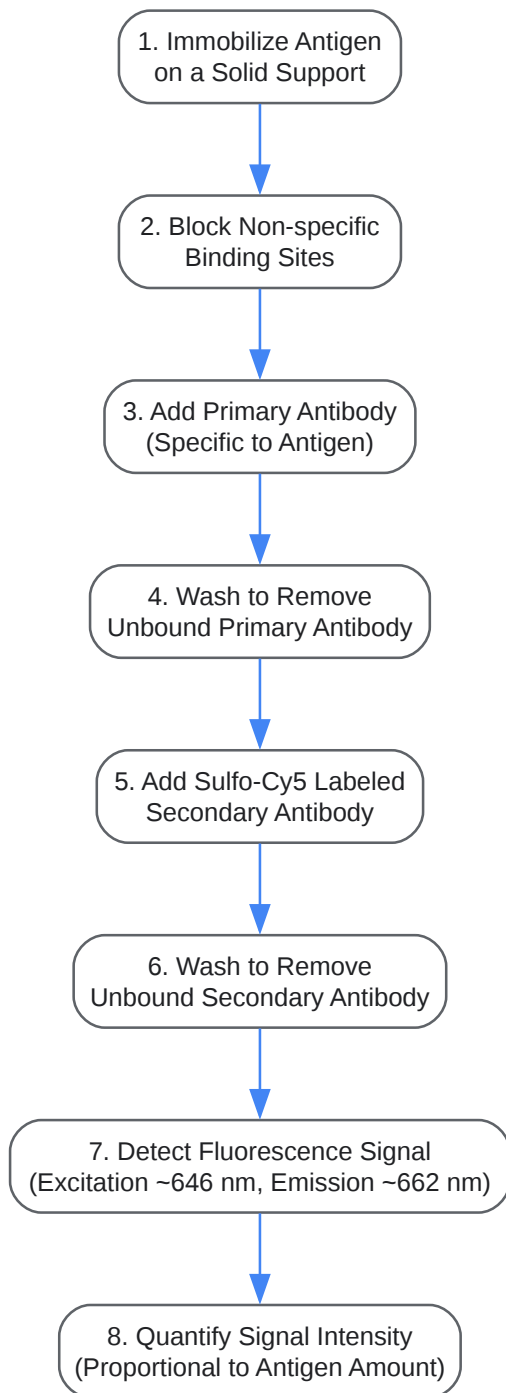 1. Immobilize Antigen
on a Solid Support
2. Block Non-specific
Binding Sites
3. Add Primary Antibody
(Specific to Antigen)
4. Wash to Remove
Unbound Primary Antibody
5. Add Sulfo-Cy5 Labeled
Secondary Antibody
6. Wash to Remove
Unbound Secondary Antibody
7. Detect Fluorescence Signal
(Excitation ~646 nm, Emission ~662 nm)
8. Quantify Signal Intensity
(Proportional to Antigen Amount)